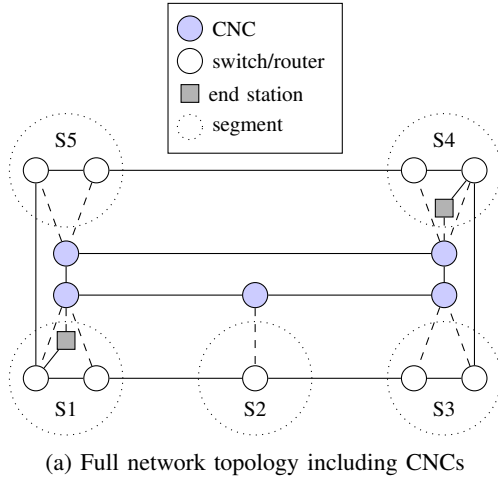 CNC
switch/router
end station
segment
S5
S4
S1
S2
S3
(a) Full network topology including CNCs